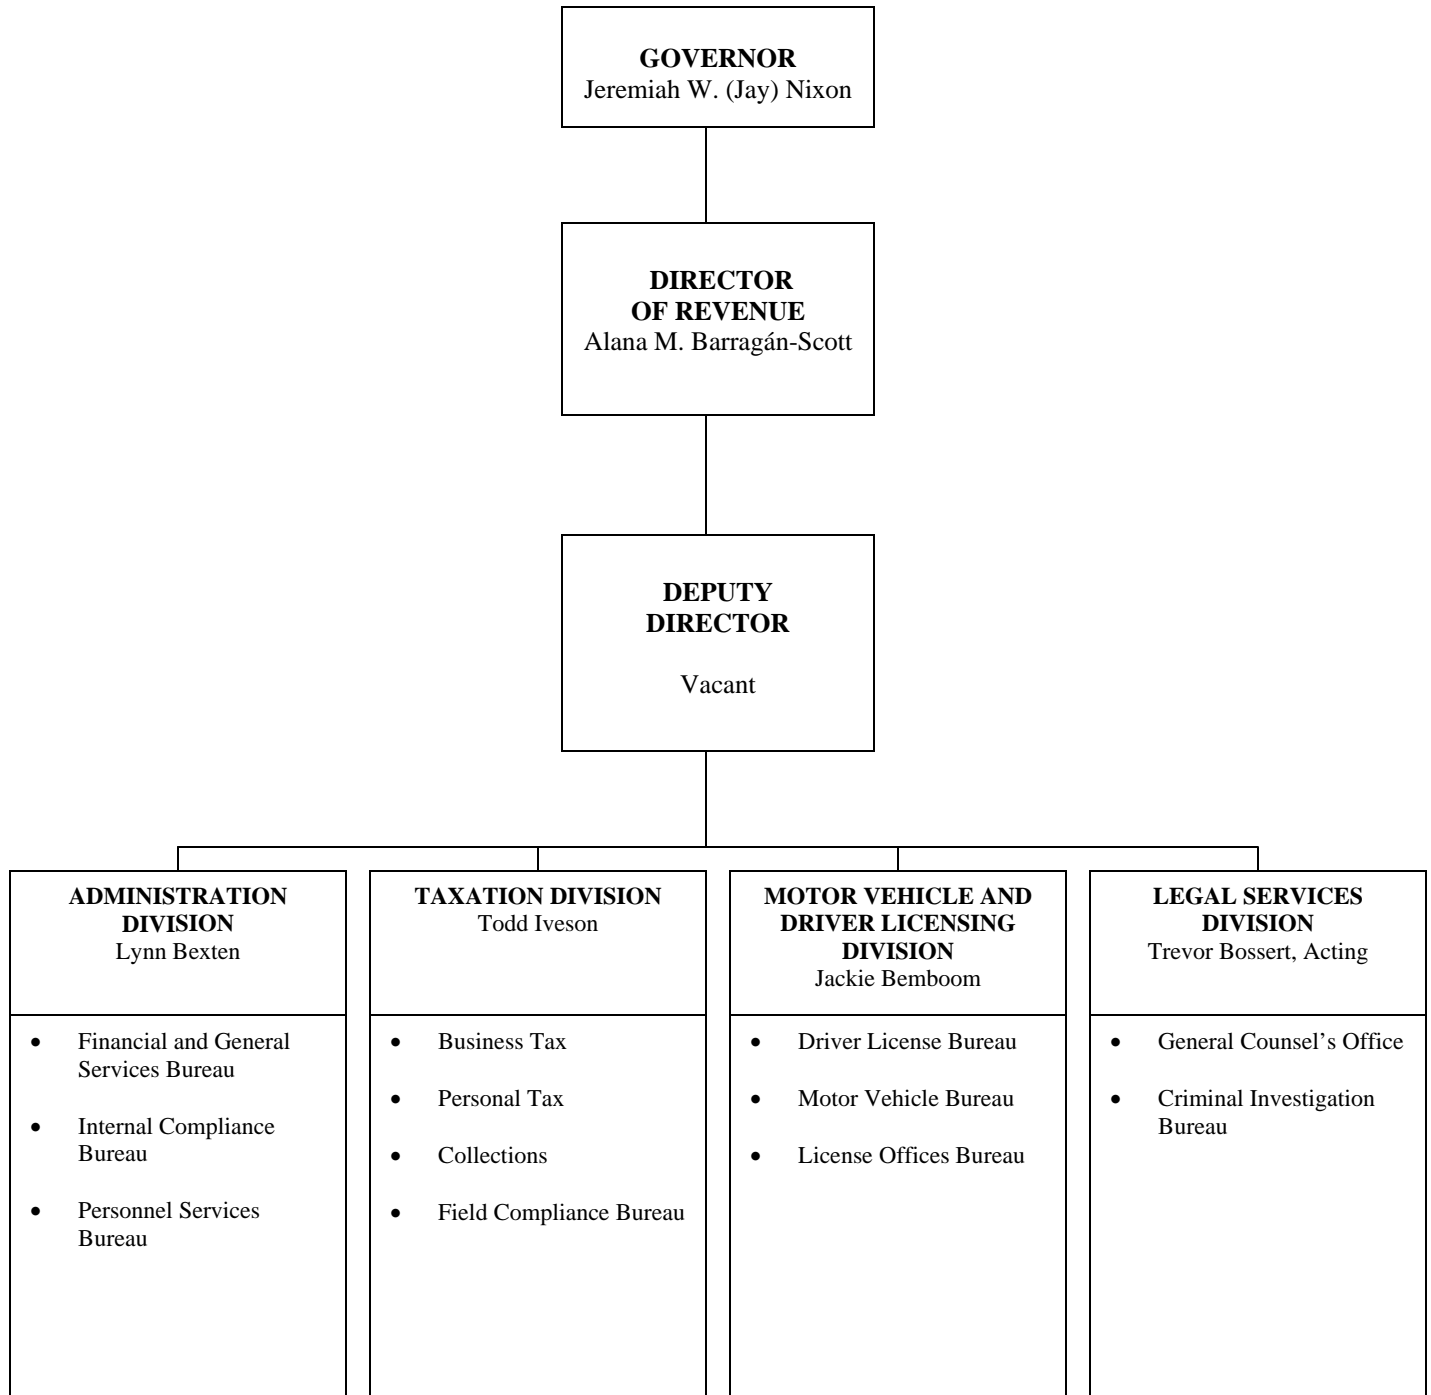 GOVERNOR
Jeremiah W. (Jay) Nixon
DIRECTOR
OF REVENUE
Alana M. Barragán-Scott
DEPUTY
DIRECTOR
Vacant
ADMINISTRATION
DIVISION
Lynn Bexten
• Financial and General
Services Bureau
• Internal Compliance
Bureau
• Personnel Services
Bureau
TAXATION DIVISION
Todd Iveson
• Business Tax
• Personal Tax
• Collections
• Field Compliance Bureau
MOTOR VEHICLE AND
DRIVER LICENSING
DIVISION
Jackie Bemboom
• Driver License Bureau
• Motor Vehicle Bureau
• License Offices Bureau
LEGAL SERVICES
DIVISION
Trevor Bossert, Acting
• General Counsel’s Office
• Criminal Investigation
Bureau